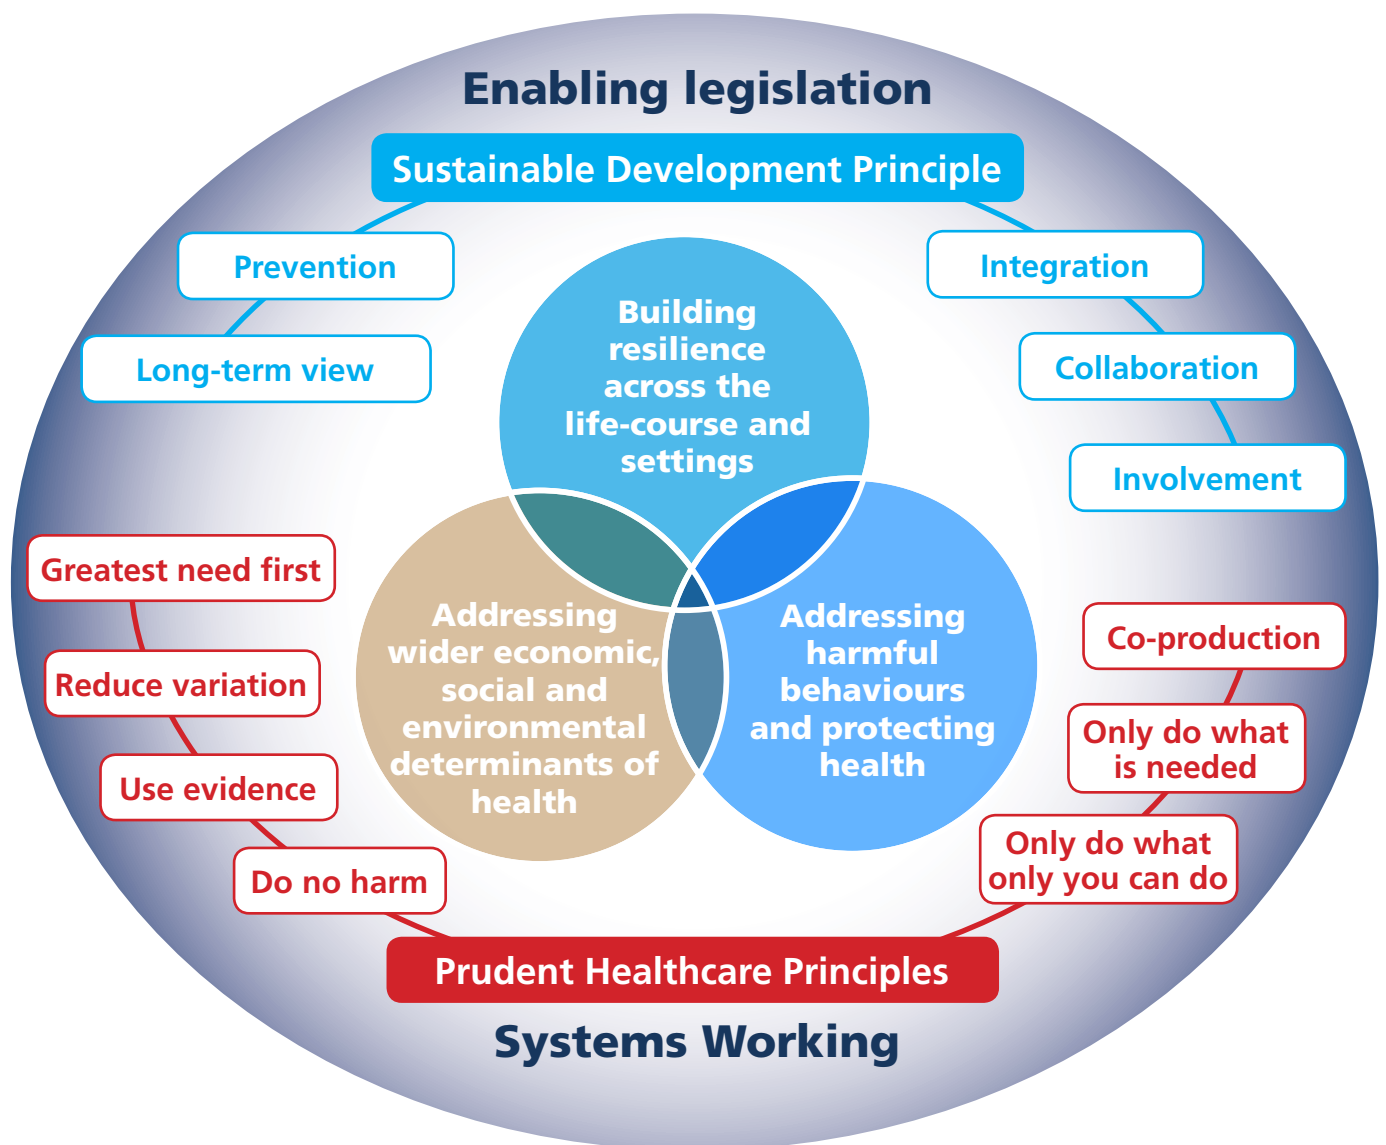 Enabling legislation
Sustainable Development Principle
Prevention
Long-term view
Integration
Collaboration
Involvement
Building
resilience
across the
life-course and
settings
Addressing
wider economic,
social and
environmental
determinants of
health
Addressing
harmful
behaviours
and protecting
health
Greatest need first
Reduce variation
Use evidence
Do no harm
Co-production
Only do what
is needed
Only do what
only you can do
Prudent Healthcare Principles
Systems Working